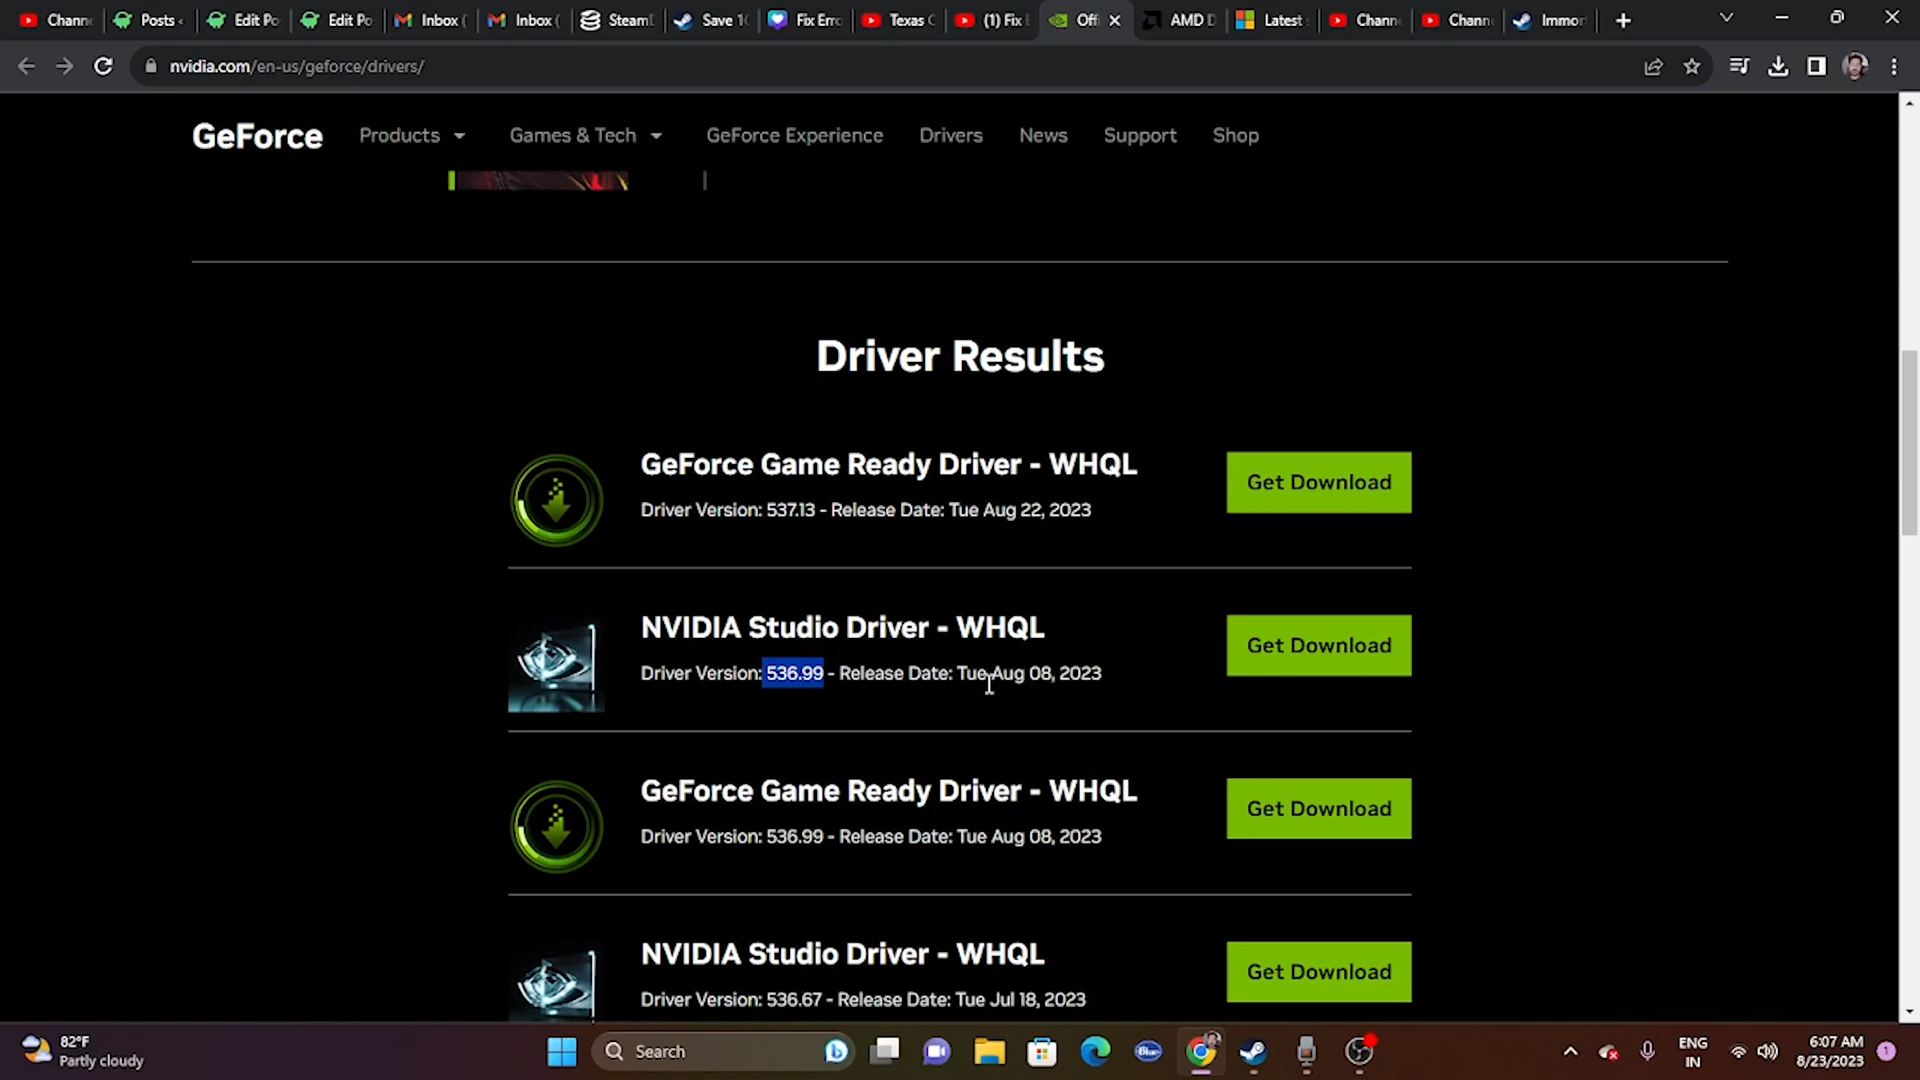 Chann
Posts
Edit Po
Edit Po
Inbox (
Inbox (
Steam
Save 1
Fix Erro
Texas
(1) Fix
Offi
AMD D
Latest
Chann
Chann
Immor
nvidia.com/en-us/geforce/drivers/
GeForce Products Games & Tech GeForce Experience Drivers News Support Shop
Driver Results
GeForce Game Ready Driver - WHQL
Driver Version: 537.13 - Release Date: Tue Aug 22, 2023
Get Download
NVIDIA Studio Driver - WHQL
Driver Version: 536.99 - Release Date: Tue Aug 08, 2023
Get Download
GeForce Game Ready Driver - WHQL
Driver Version: 536.99 - Release Date: Tue Aug 08, 2023
Get Download
NVIDIA Studio Driver - WHQL
Driver Version: 536.67 - Release Date: Tue Jul 18, 2023
Get Download
82°F
Partly cloudy
Search
Blue
ENG
IN
6:07 AM
8/23/2023
1